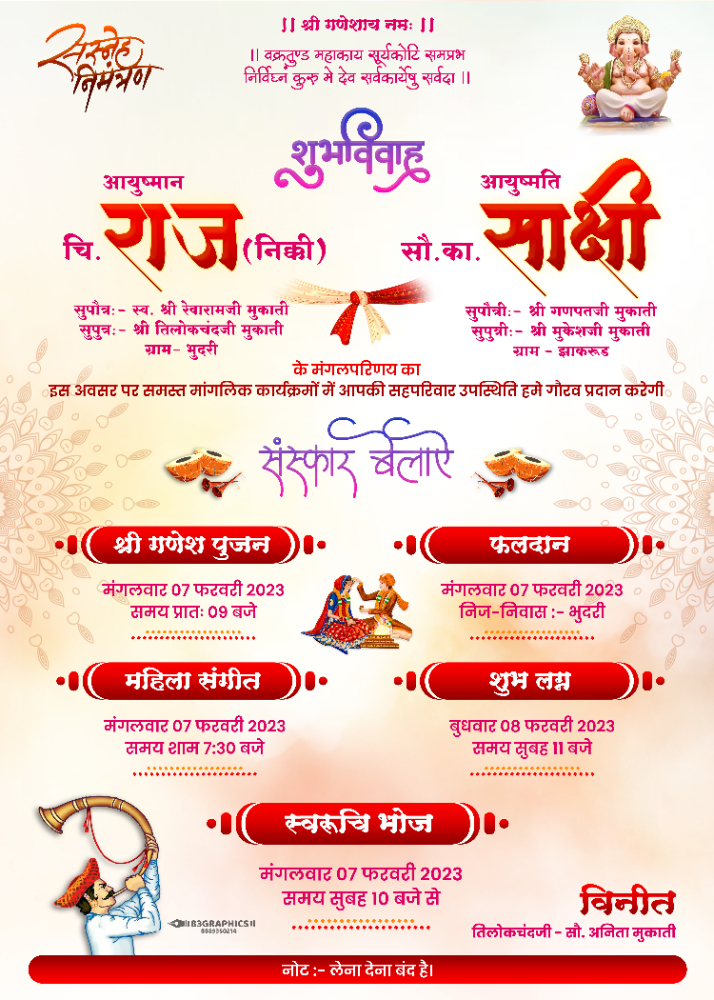 सस्नेह
निमंत्रण
|| श्री गणेशाय नमः ||
|| वक्रतुण्ड महाकाय सूर्यकोटि समप्रभ
निर्विघ्नं कुरु मे देव सर्वकार्येषु सर्वदा ||
शुभविवाह
आयुष्मान
चि. राज (निक्की)
सुपौत्र:- स्व. श्री रेवारामजी मुकाती
सुपुत्र:- श्री तिलोकचंदजी मुकाती
ग्राम- भुदरी
आयुष्मति
सौ.का. साक्षी
सुपौत्री:- श्री गणपतजी मुकाती
सुपुत्री:- श्री मुकेशजी मुकाती
ग्राम - झाकरूड
के मंगलपरिणय का
इस अवसर पर समस्त मांगलिक कार्यक्रमों में आपकी सहपरिवार उपस्थिति हमे गौरव प्रदान करेगी
संस्कार बेलाऐ
श्री गणेश पुजन
मंगलवार 07 फरवरी 2023
समय प्रातः 09 बजे
फलदान
मंगलवार 07 फरवरी 2023
निज-निवास :- भुदरी
महिला संगीत
मंगलवार 07 फरवरी 2023
समय शाम 7:30 बजे
शुभ लग्न
बुधवार 08 फरवरी 2023
समय सुबह 11 बजे
स्वरूचि भोज
मंगलवार 07 फरवरी 2023
समय सुबह 10 बजे से
83GRAPHICS
विनीत
तिलोकचंदजी - सौ. अनिता मुकाती
नोट :- लेना देना बंद है।